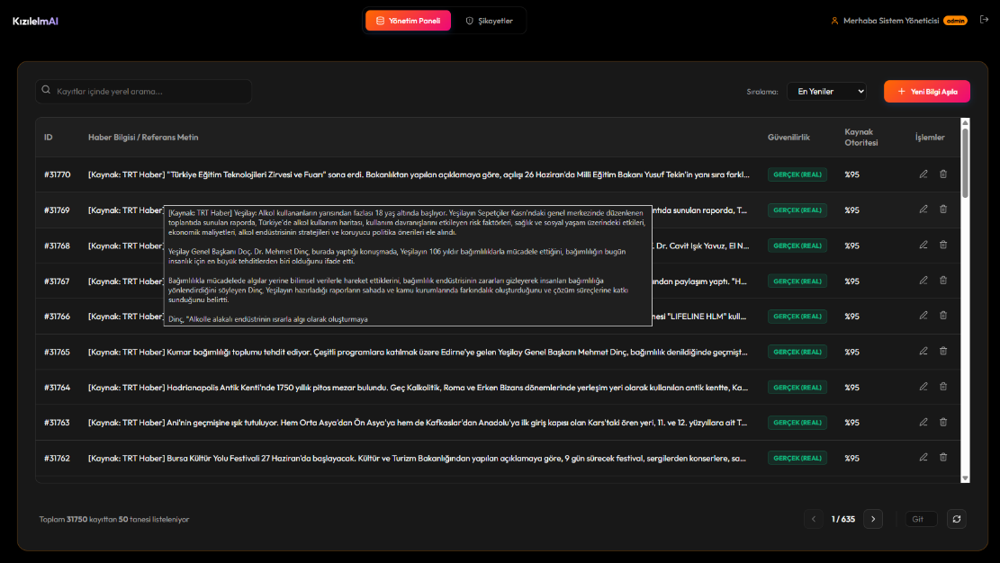 KızılelmAI
Yönetim Paneli
Şikayetler
Merhaba Sistem Yöneticisi admin
Kayıtlar içinde yerel arama...
Sıralama:
En Yeniler
+ Yeni Bilgi Aşıla
ID
Haber Bilgisi / Referans Metin
Güvenilirlik
Kaynak
Otoritesi
İşlemler
#31770 [Kaynak: TRT Haber] "Türkiye Eğitim Teknolojileri Zirvesi ve Fuarı" sona erdi. Bakanlıktan yapılan açıklamaya göre, açılışı 26 Haziran'da Milli Eğitim Bakanı Yusuf Tekin'in yanı sıra farkl... GERÇEK (REAL) %95
#31769 [Kaynak: TRT Haber] ntıda sunulan raporda, T... GERÇEK (REAL) %95
[Kaynak: TRT Haber] Yeşilay: Alkol kullananların yarısından fazlası 18 yaş altında başlıyor. Yeşilayın Sepetçiler Kasrı'ndaki genel merkezinde düzenlenen
toplantıda sunulan raporda, Türkiye'de alkol kullanım haritası, kullanım davranışlarını etkileyen risk faktörleri, sağlık ve sosyal yaşam üzerindeki etkileri,
ekonomik maliyetleri, alkol endüstrisinin stratejileri ve koruyucu politika önerileri ele alındı.
Yeşilay Genel Başkanı Doç. Dr. Mehmet Dinç, burada yaptığı konuşmada, Yeşilayın 106 yıldır bağımlılıklarla mücadele ettiğini, bağımlılığın bugün
insanlık için en büyük tehditlerden biri olduğunu ifade etti.
Bağımlılıkla mücadelede algılar yerine bilimsel verilerle hareket ettiklerini, bağımlılık endüstrisinin zararları gizleyerek insanları bağımlılığa
yönlendirdiğini söyleyen Dinç, Yeşilayın hazırladığı raporların sahada ve kamu kurumlarında farkındalık oluşturduğunu ve çözüm süreçlerine katkı
sunduğunu belirtti.
Dinç, "Alkolle alakalı endüstrinin ısrarla algı olarak oluşturmaya
#31768 [Kaynak: TRT . Dr. Cavit Işık Yavuz, El N... GERÇEK (REAL) %95
#31767 [Kaynak: TRT ından paylaşım yaptı. "H... GERÇEK (REAL) %95
#31766 [Kaynak: TRT nesi "LIFELINE HLM" kull... GERÇEK (REAL) %95
#31765 [Kaynak: TRT Haber] Kumar bağımlılığı toplumu tehdit ediyor. Çeşitli programlara katılmak üzere Edirne'ye gelen Yeşilay Genel Başkanı Mehmet Dinç, bağımlılık denildiğinde geçmişt... GERÇEK (REAL) %95
#31764 [Kaynak: TRT Haber] Hadrianapolis Antik Kenti'nde 1750 yıllık pitos mezar bulundu. Geç Kalkolitik, Roma ve Erken Bizans dönemlerinde yerleşim yeri olarak kullanılan antik kentte, Ka... GERÇEK (REAL) %95
#31763 [Kaynak: TRT Haber] Ani'nin geçmişine ışık tutuluyor. Hem Orta Asya'dan Ön Asya'ya hem de Kafkaslar'dan Anadolu'ya ilk giriş kapısı olan Kars'taki ören yeri, 11. ve 12. yüzyıllara ait T... GERÇEK (REAL) %95
#31762 [Kaynak: TRT Haber] Bursa Kültür Yolu Festivali 27 Haziran'da başlayacak. Kültür ve Turizm Bakanlığından yapılan açıklamaya göre, 9 gün sürecek festival, sergilerden konserlere, sa... GERÇEK (REAL) %95
Toplam 31750 kayıttan 50 tanesi listeleniyor
1 / 635
Git